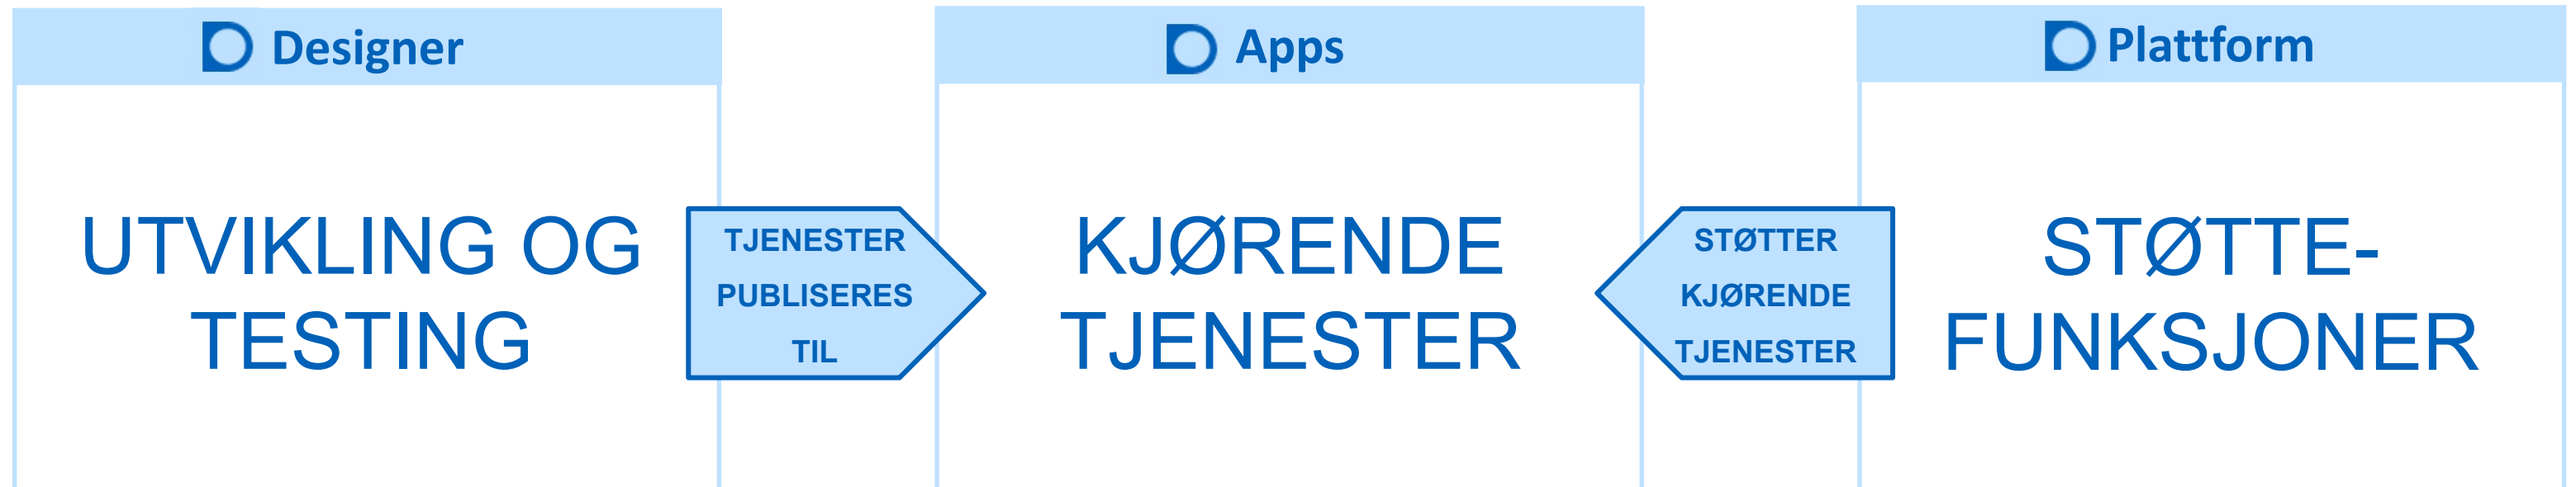 Designer
UTVIKLING OG
TESTING
TJENESTER
PUBLISERES
TIL
Apps
KJØRENDE
TJENESTER
STØTTER
KJØRENDE
TJENESTER
Plattform
STØTTE-
FUNKSJONER